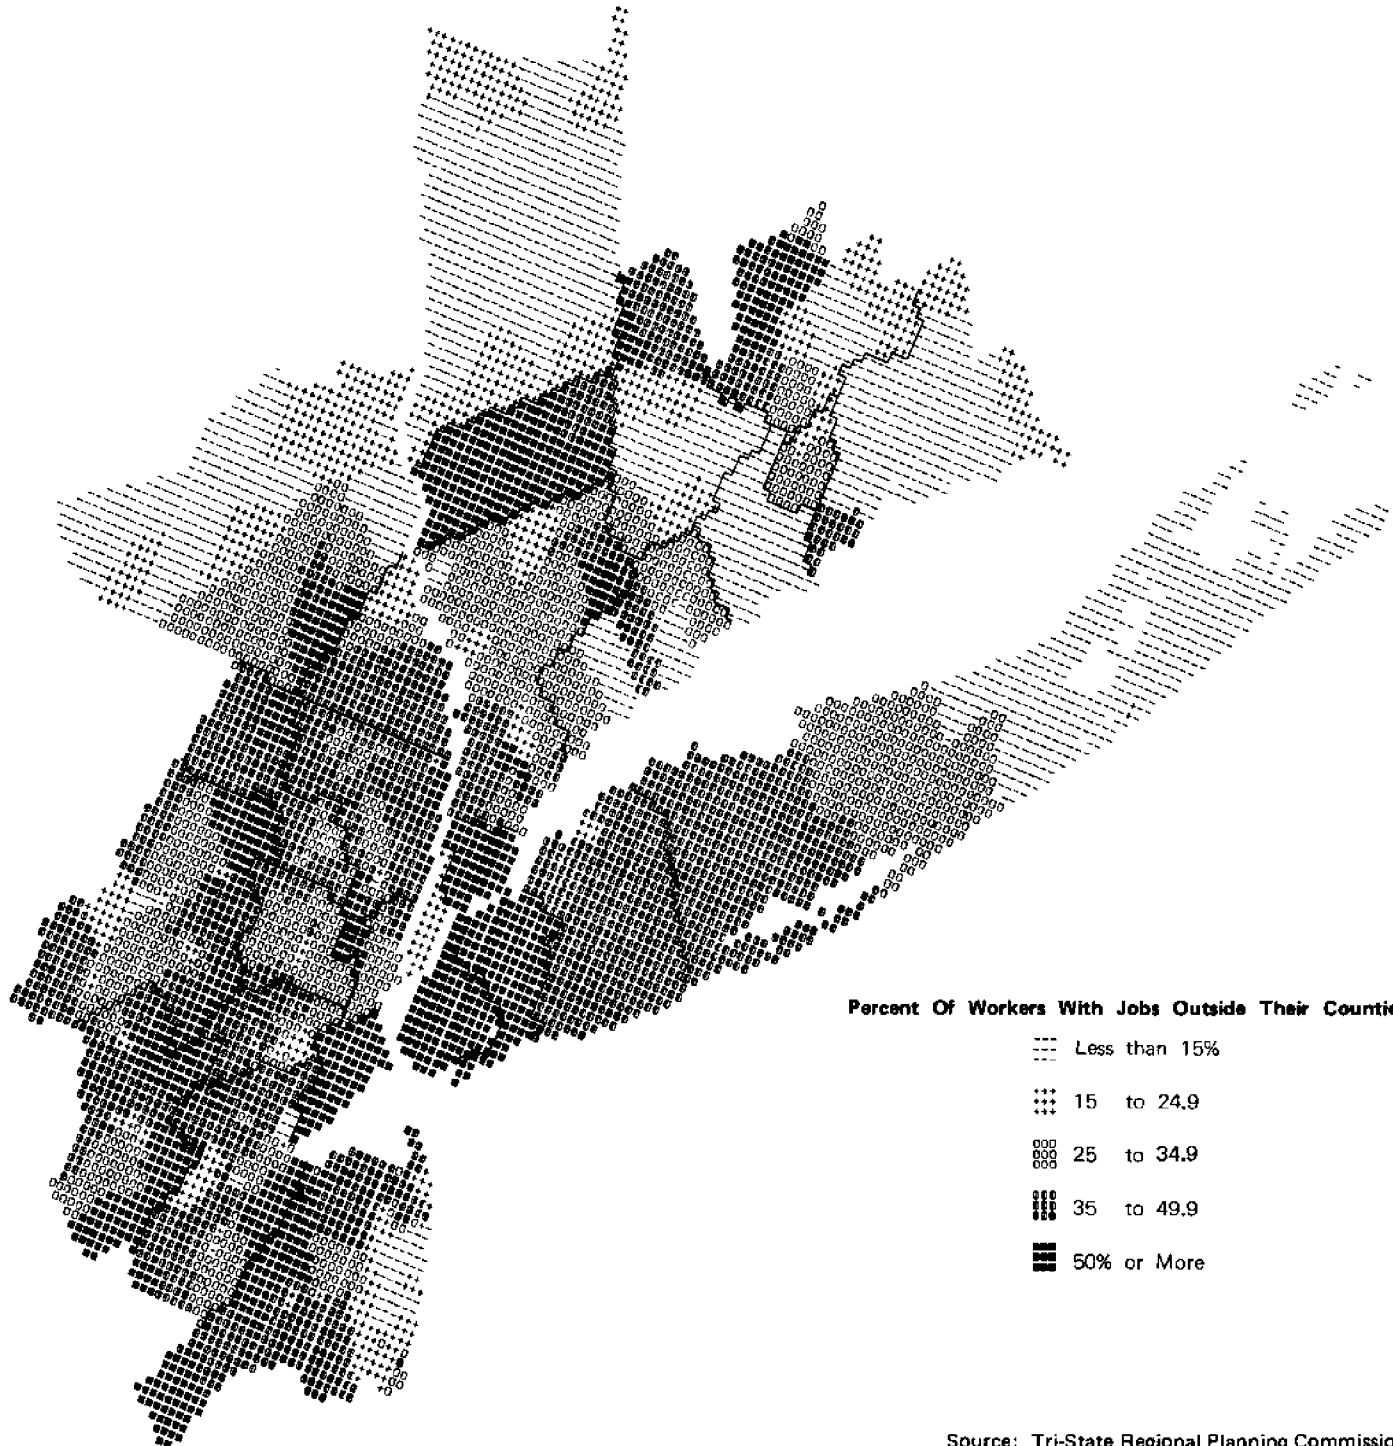 Percent Of Workers With Jobs Outside Their Countie
Less than 15%
15 to 24.9
25 to 34.9
35 to 49.9
50% or More
Source: Tri-State Regional Planning Commissio